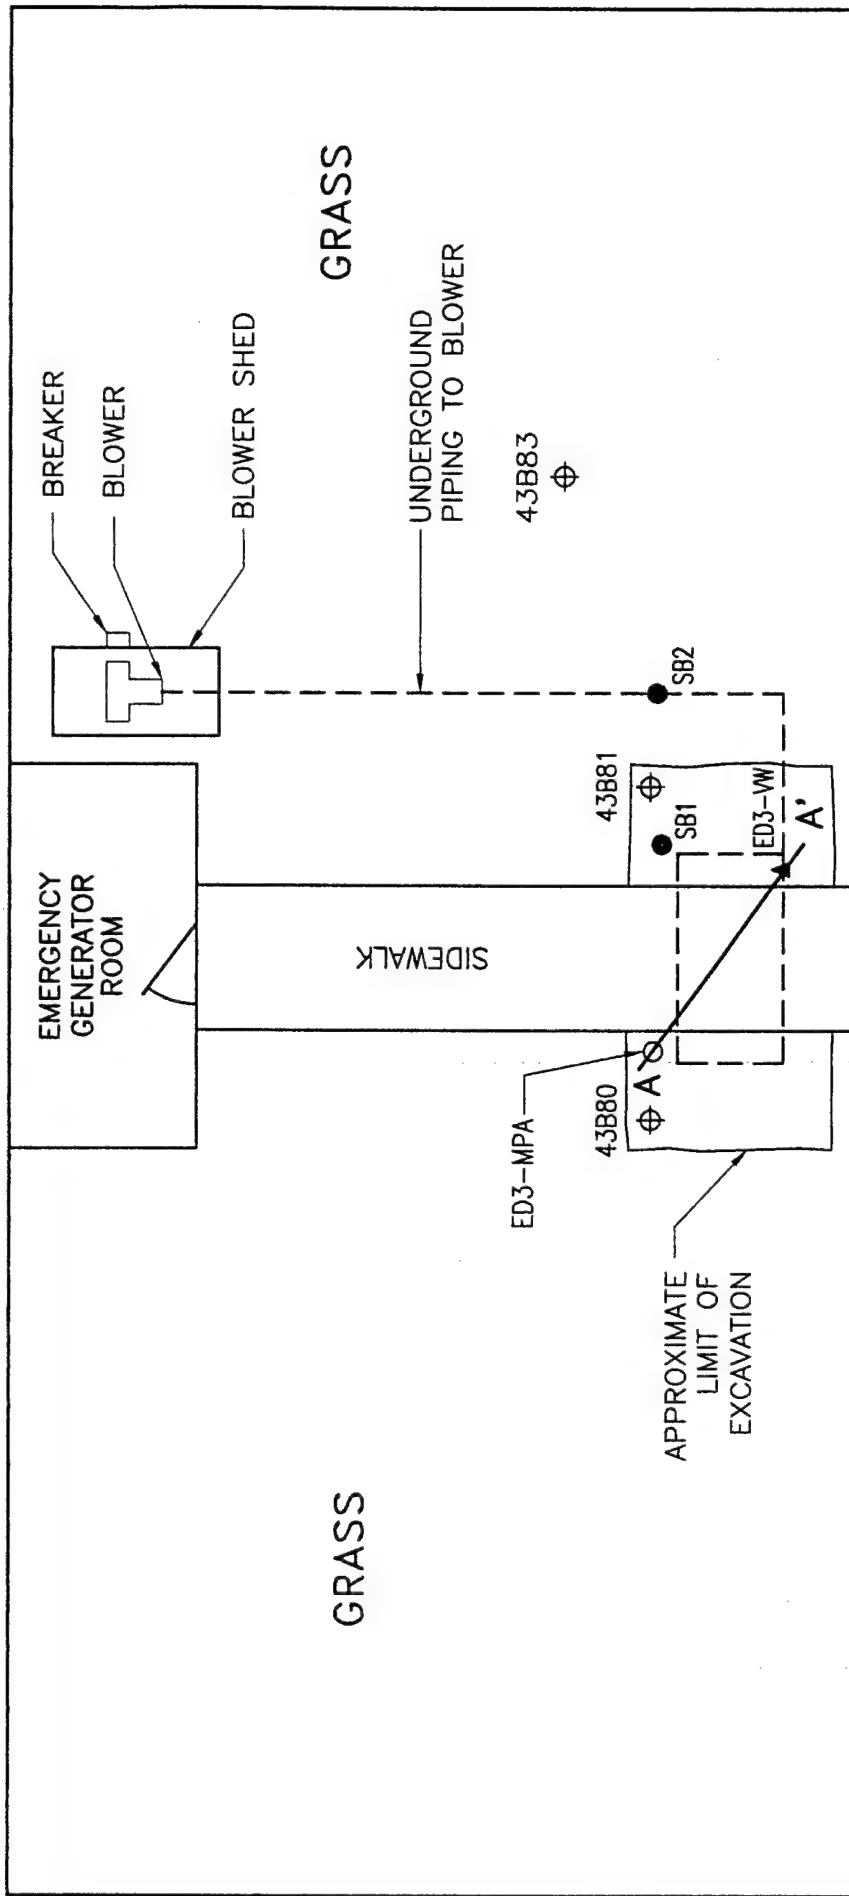 EMERGENCY
GENERATOR
ROOM
BREAKER
BLOWER
BLOWER SHED
GRASS
GRASS
SIDEWALK
UNDERGROUND
PIPING TO BLOWER
43B83
ED3-MPA
43B80
A
43B81
SB1
SB2
ED3-VW
A'
APPROXIMATE
LIMIT OF
EXCAVATION